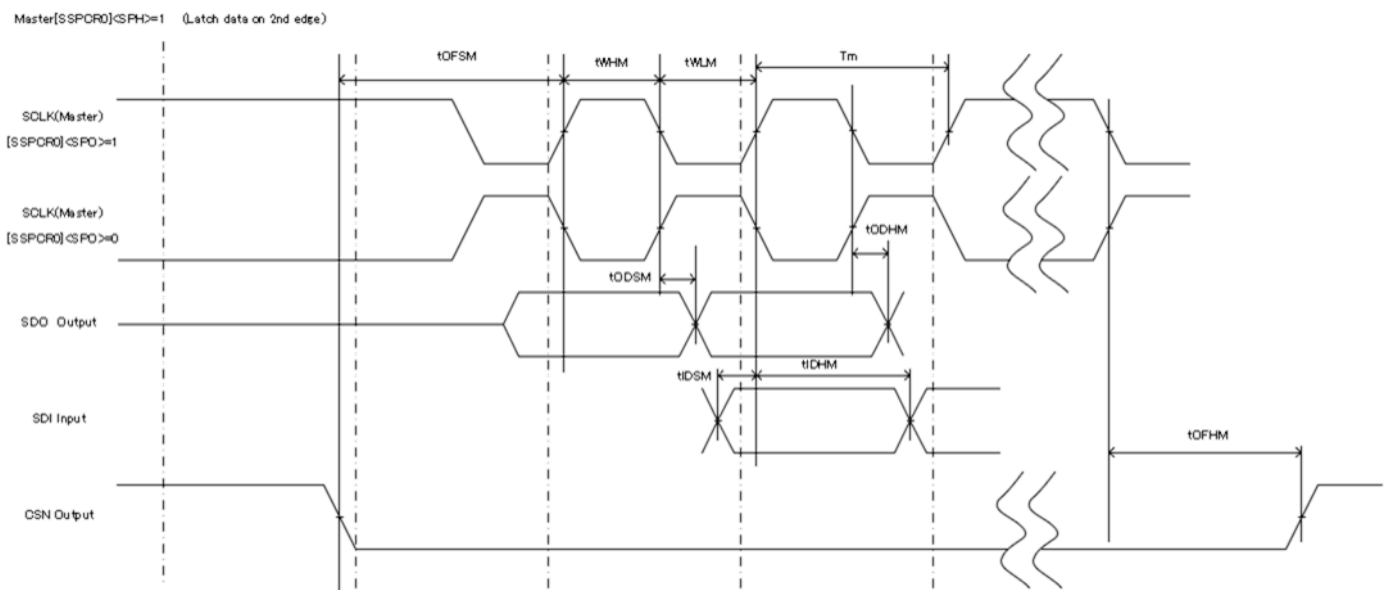 Master[SSPCR0]<SPH>=1 (Latch data on 2nd edge)
tOFSM
tWHM
tWLM
Tm
SCLK(Master)
[SSPCR0]<SPO>=1
SCLK(Master)
[SSPCR0]<SPO>=0
tODHM
tODSM
SDO Output
tIDSM
tIDHM
SDI Input
tOFHM
CSN Output